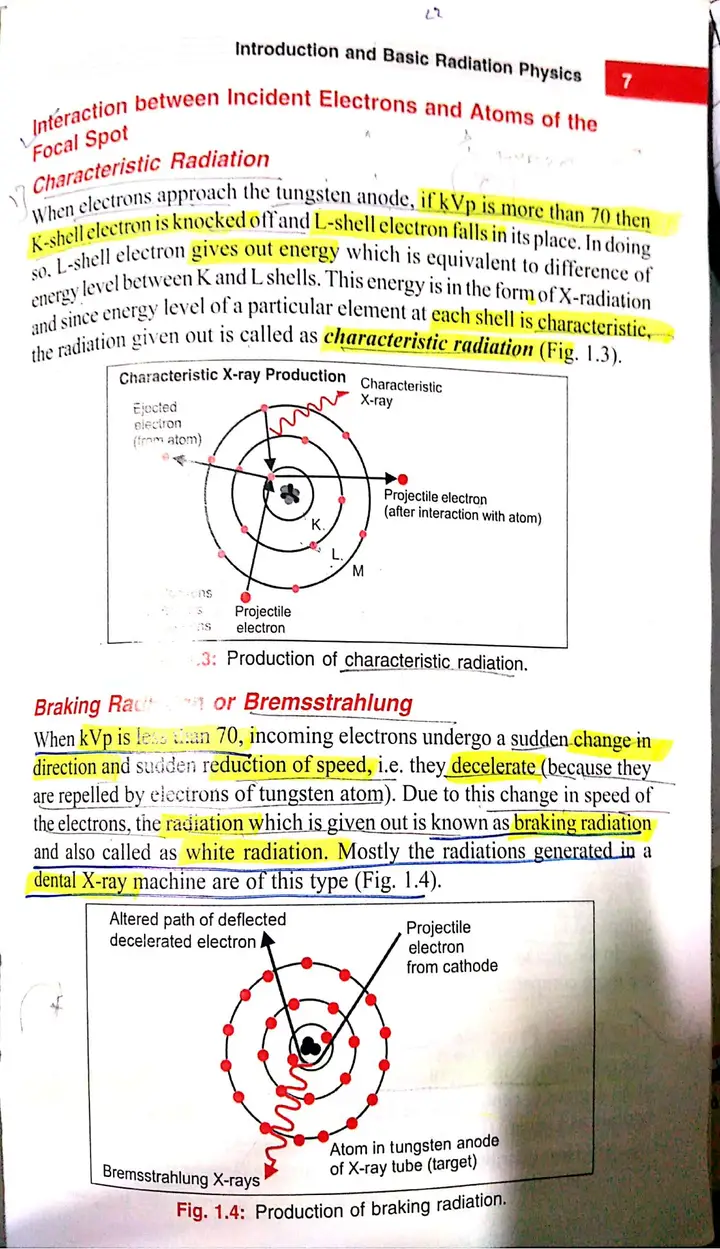 Introduction and Basic Radiation Physics
7
Interaction between Incident Electrons and Atoms of the
Focal Spot
Characteristic Radiation
When electrons approach the tungsten anode, if kVp is more than 70 then
K-shell electron is knocked off and L-shell electron falls in its place. In doing
so, L-shell electron gives out energy which is equivalent to difference of
energy level between K and L shells. This energy is in the form of X-radiation
and since energy level of a particular element at each shell is characteristic,
the radiation given out is called as characteristic radiation (Fig. 1.3).
Characteristic X-ray Production
Characteristic
X-ray
Ejected
electron
(from atom)
Projectile electron
(after interaction with atom)
K
L
M
Projectile
electron
.3: Production of characteristic radiation.
Braking Radiation or Bremsstrahlung
When kVp is less than 70, incoming electrons undergo a sudden change in
direction and sudden reduction of speed, i.e. they decelerate (because they
are repelled by electrons of tungsten atom). Due to this change in speed of
the electrons, the radiation which is given out is known as braking radiation
and also called as white radiation. Mostly the radiations generated in a
dental X-ray machine are of this type (Fig. 1.4).
Altered path of deflected
decelerated electron
Projectile
electron
from cathode
Atom in tungsten anode
of X-ray tube (target)
Bremsstrahlung X-rays
Fig. 1.4: Production of braking radiation.